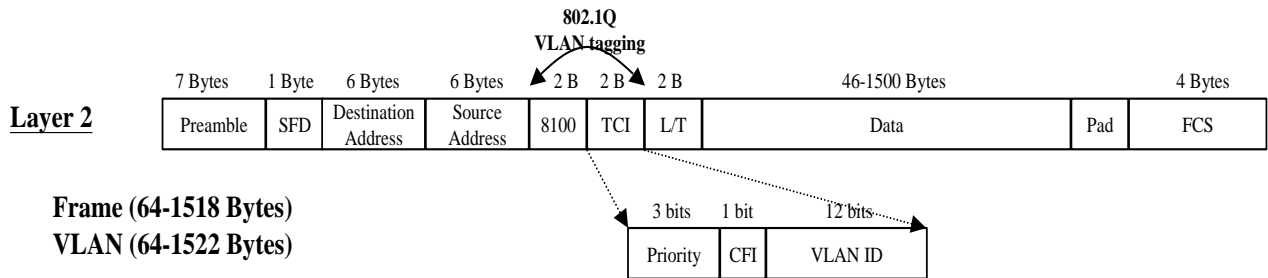 802.1Q
VLAN tagging
7 Bytes 1 Byte 6 Bytes 6 Bytes 2 B 2 B 2 B 46-1500 Bytes 4 Bytes
Layer 2
Preamble SFD Destination Address Source Address 8100 TCI L/T Data Pad FCS
Frame (64-1518 Bytes)
VLAN (64-1522 Bytes)
3 bits 1 bit 12 bits
Priority CFI VLAN ID